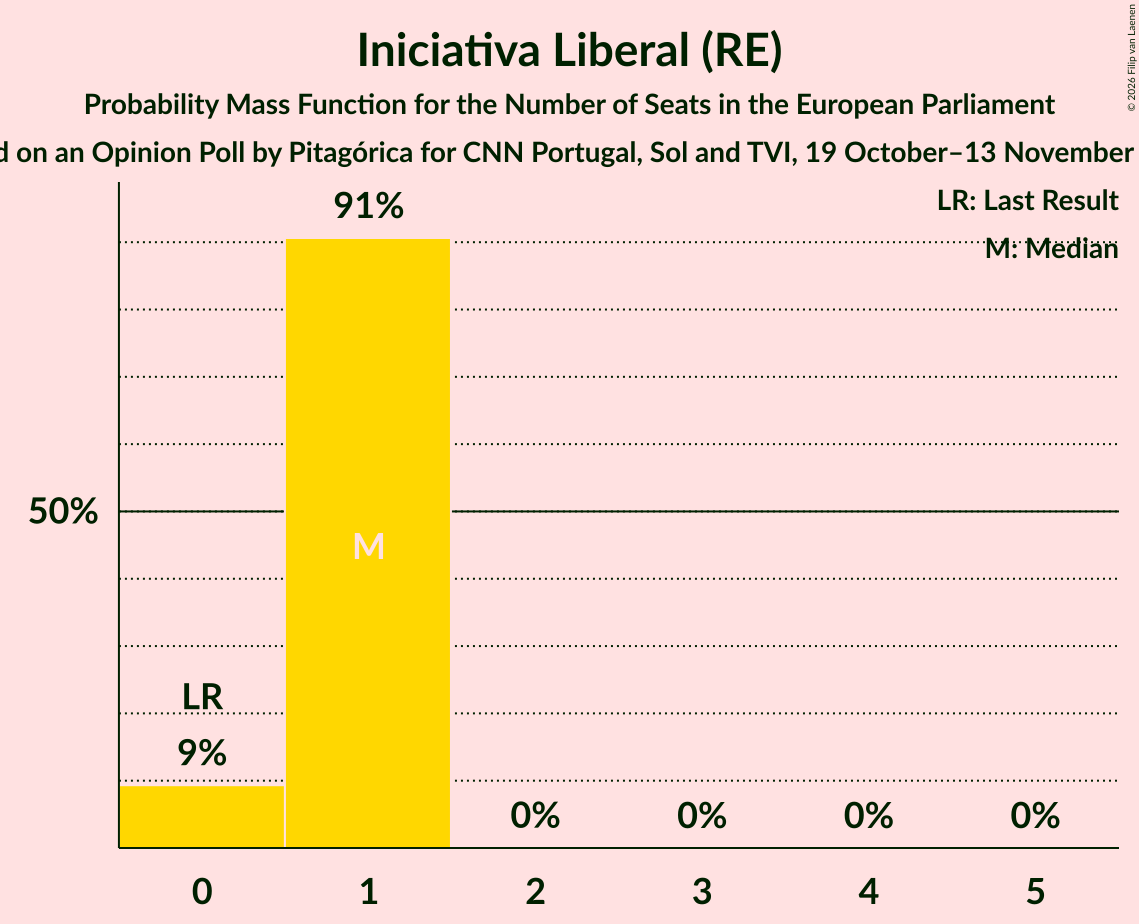 Iniciativa Liberal (RE)
Probability Mass Function for the Number of Seats in the European Parliament
on an Opinion Poll by Pitagórica for CNN Portugal, Sol and TVI, 19 October–13 November
© 2026 Filip van Laenen
LR: Last Result
M: Median
91%
50%
M
LR
9%
0% 0% 0% 0%
0 1 2 3 4 5